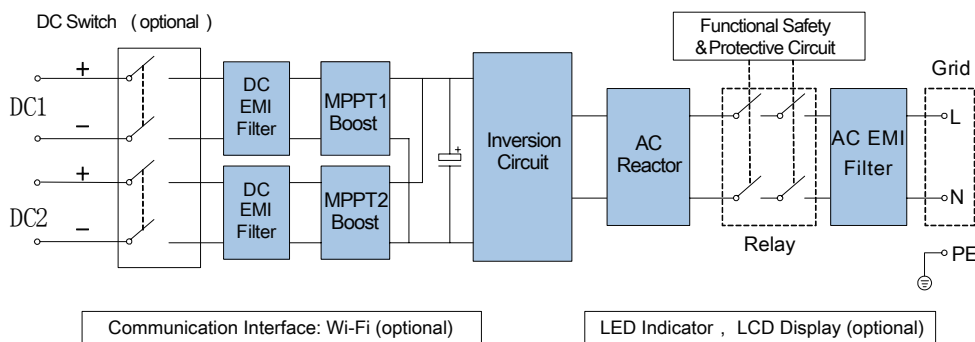 DC Switch (optional)
Functional Safety
& Protective Circuit
Grid
+
DC1
−
DC
EMI
Filter
MPPT1
Boost
+
DC2
−
DC
EMI
Filter
MPPT2
Boost
+
Inversion
Circuit
AC
Reactor
Relay
AC EMI
Filter
L
N
PE
Communication Interface: Wi-Fi (optional)
LED Indicator , LCD Display (optional)